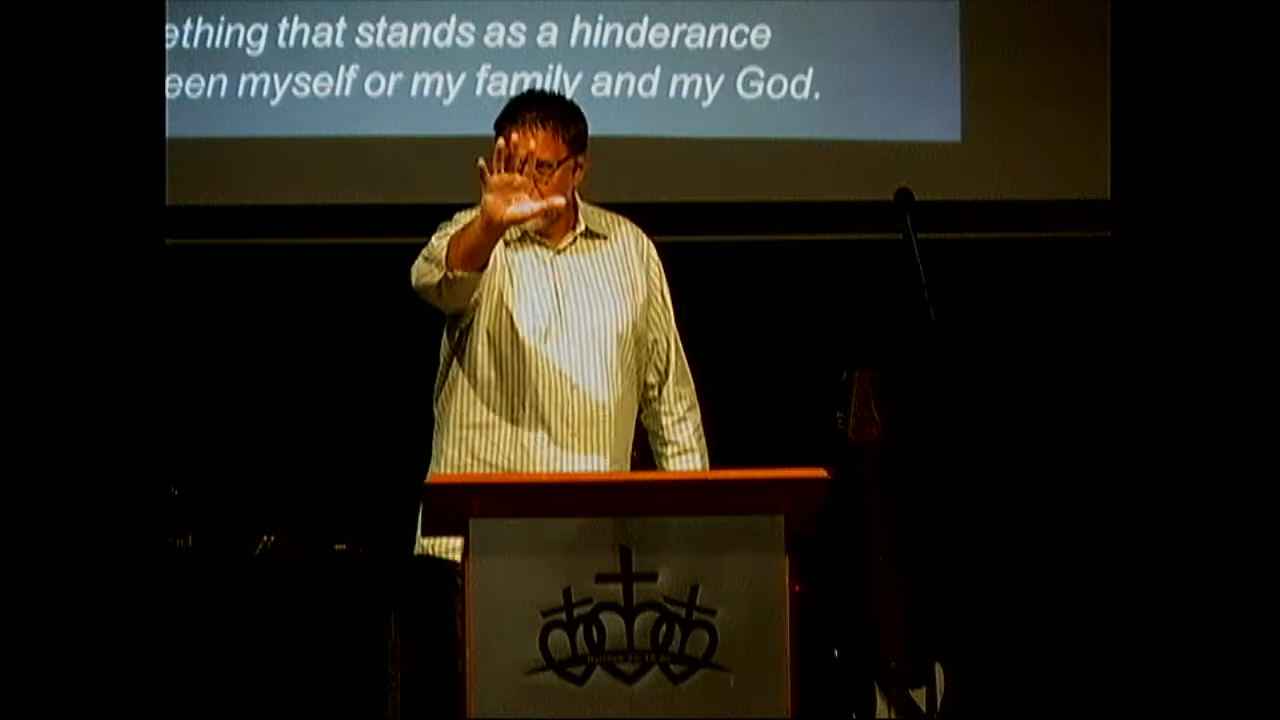 ething that stands as a hinderance
een myself or my family and my God.